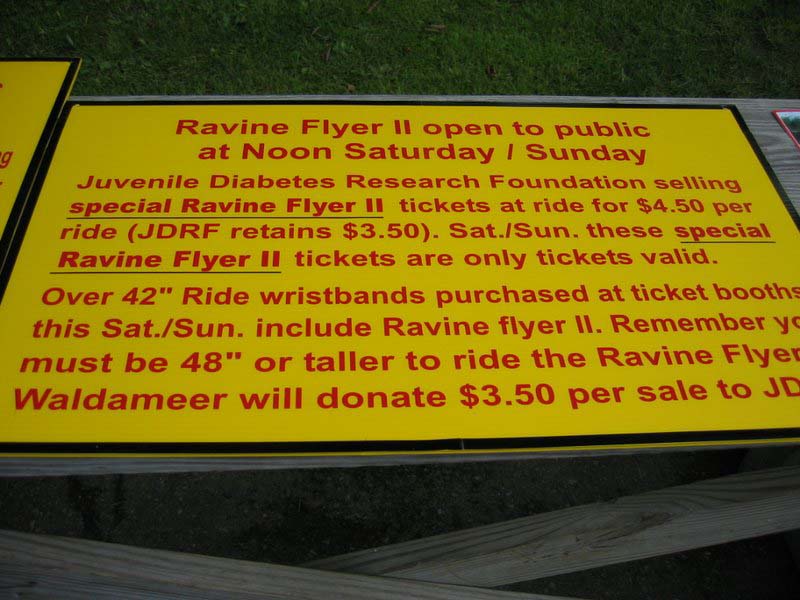 Ravine Flyer II open to public
at Noon Saturday / Sunday
Juvenile Diabetes Research Foundation selling
special Ravine Flyer II tickets at ride for $4.50 per
ride (JDRF retains $3.50). Sat./Sun. these special
Ravine Flyer II tickets are only tickets valid.
Over 42" Ride wristbands purchased at ticket booths
this Sat./Sun. include Ravine flyer II. Remember
must be 48" or taller to ride the Ravine Flyer
Waldameer will donate $3.50 per sale to